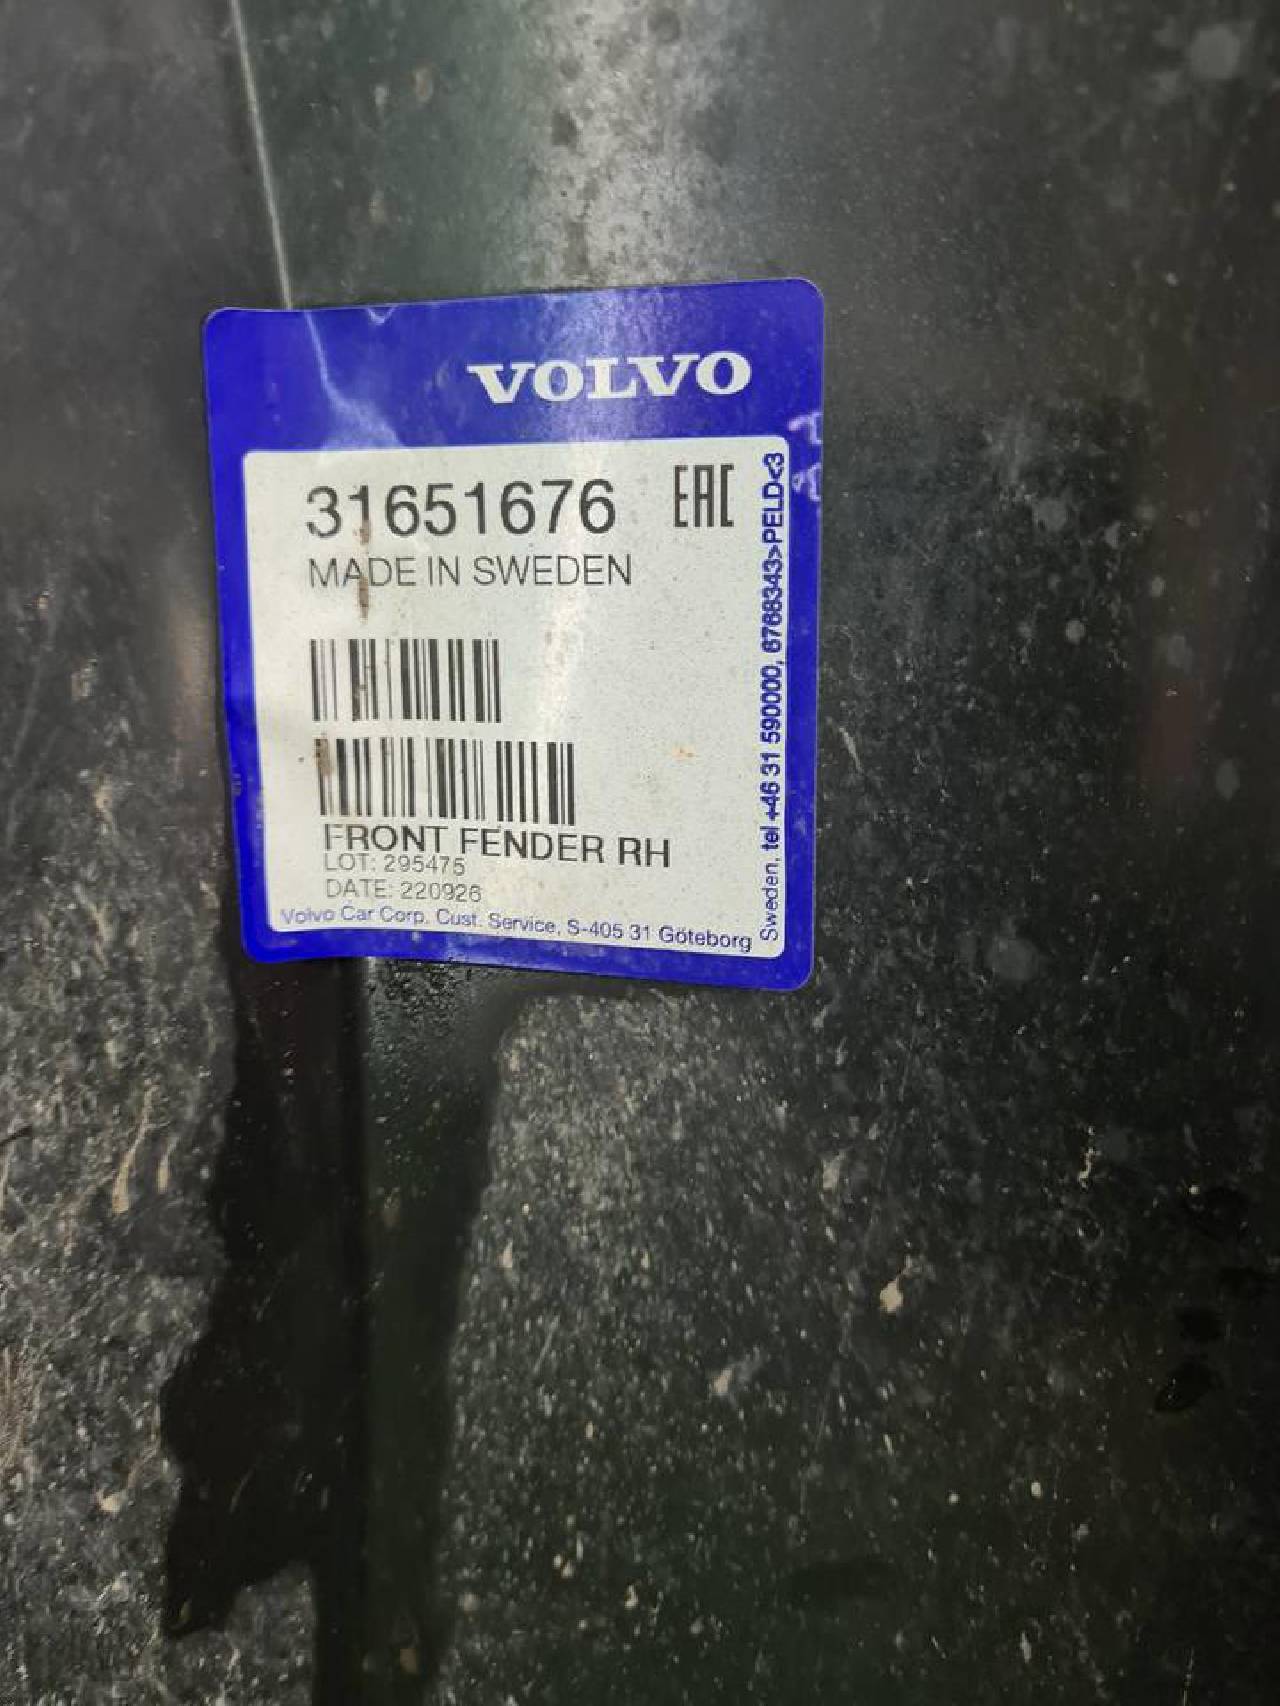 VOLVO
31651676
EAC
MADE IN SWEDEN
FRONT FENDER RH
LOT: 295475
DATE: 220926
Volvo Car Corp. Cust. Service, S-405 31 Göteborg
Sweden. tel +46 31 590000, 6768343>PELD<3